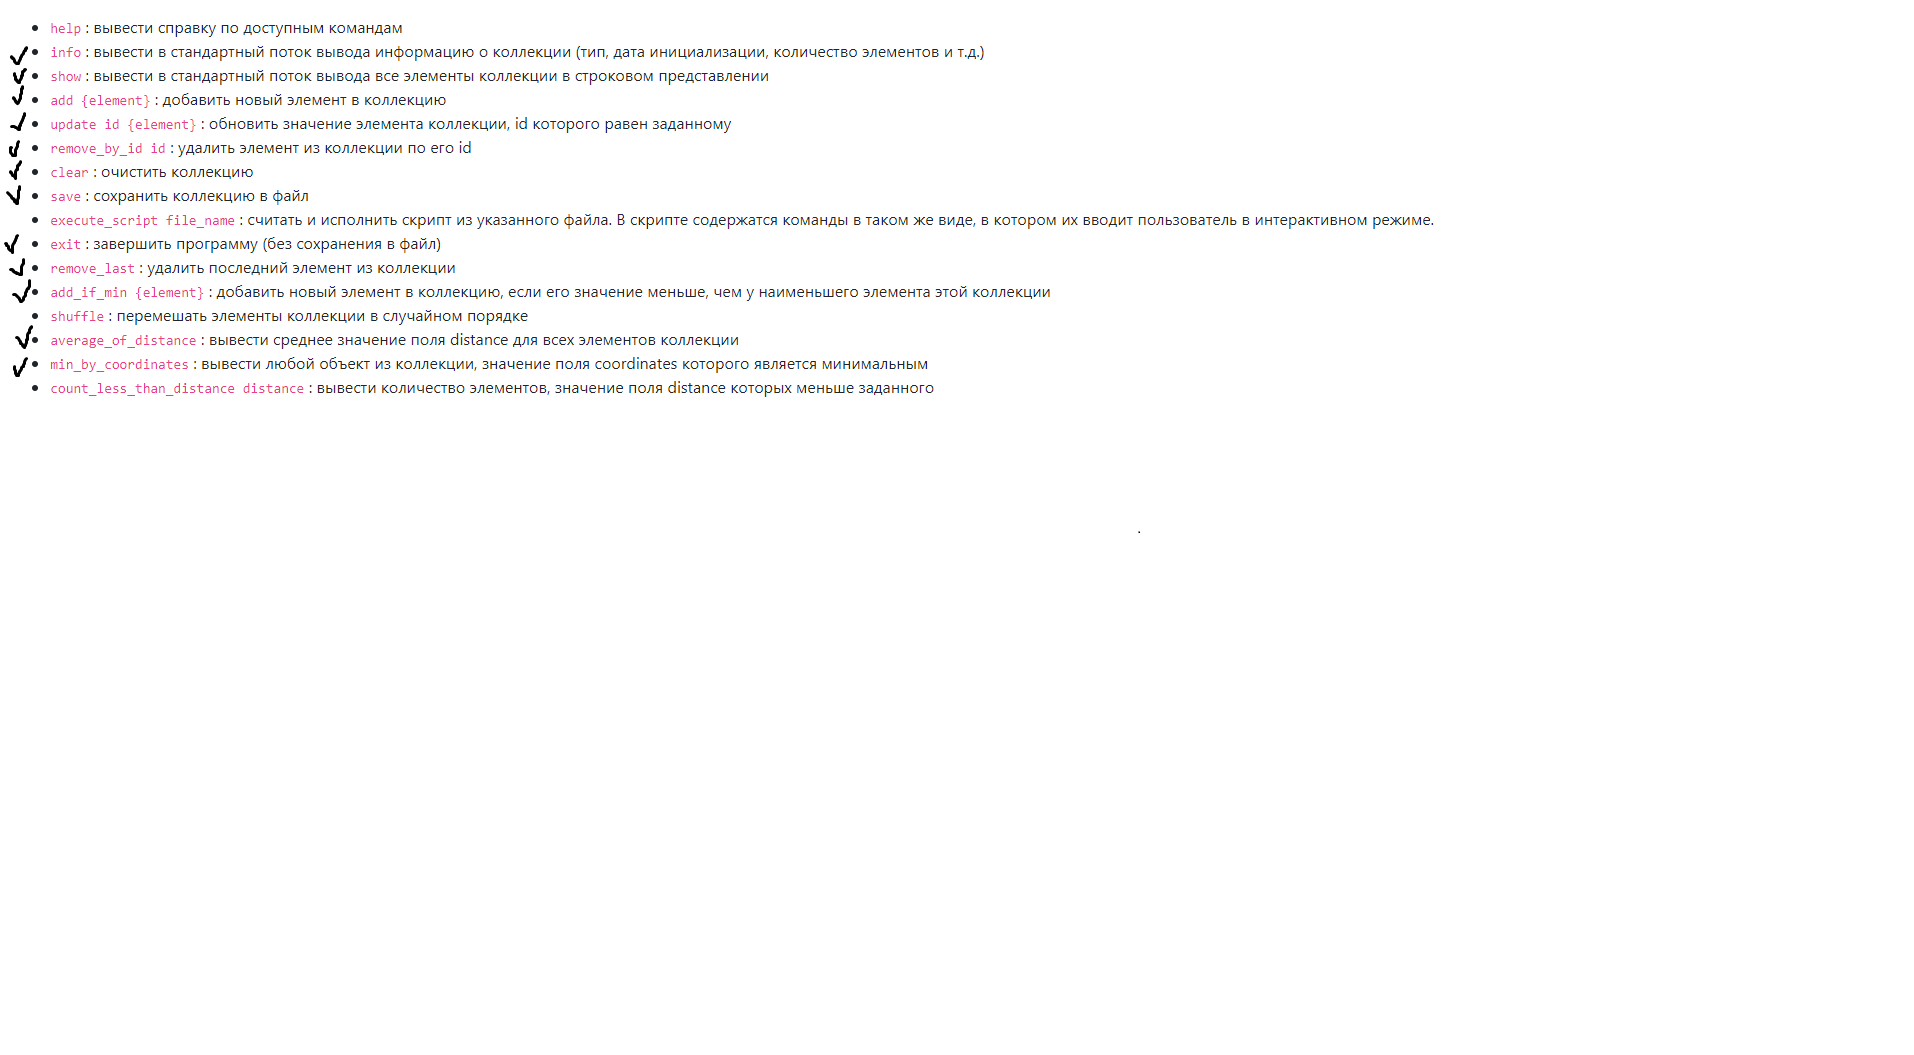 help : вывести справку по доступным командам
info : вывести в стандартный поток вывода информацию о коллекции (тип, дата инициализации, количество элементов и т.д.)
show : вывести в стандартный поток вывода все элементы коллекции в строковом представлении
add {element} : добавить новый элемент в коллекцию
update id {element} : обновить значение элемента коллекции, id которого равен заданному
remove_by_id id : удалить элемент из коллекции по его id
clear : очистить коллекцию
save : сохранить коллекцию в файл
execute_script file_name : считать и исполнить скрипт из указанного файла. В скрипте содержатся команды в таком же виде, в котором их вводит пользователь в интерактивном режиме.
exit : завершить программу (без сохранения в файл)
remove_last : удалить последний элемент из коллекции
add_if_min {element} : добавить новый элемент в коллекцию, если его значение меньше, чем у наименьшего элемента этой коллекции
shuffle : перемешать элементы коллекции в случайном порядке
average_of_distance : вывести среднее значение поля distance для всех элементов коллекции
min_by_coordinates : вывести любой объект из коллекции, значение поля coordinates которого является минимальным
count_less_than_distance distance : вывести количество элементов, значение поля distance которых меньше заданного